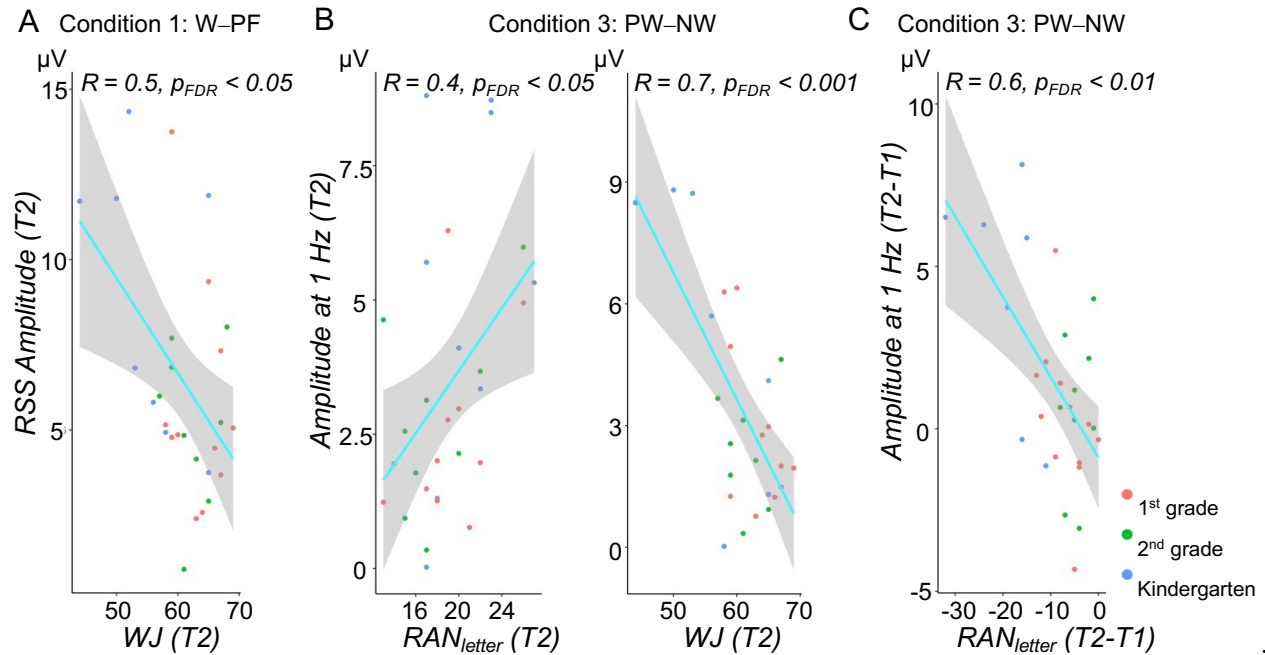 A Condition 1: W–PF
B Condition 3: PW–NW
C Condition 3: PW–NW
µV
R = 0.5, pFDR < 0.05
15
10
5
RSS Amplitude (T2)
50 60 70
WJ (T2)
µV
R = 0.4, pFDR < 0.05
7.5
5
2.5
0
Amplitude at 1 Hz (T2)
16 20 24
RANletter (T2)
µV
R = 0.7, pFDR < 0.001
9
6
3
0
50 60 70
WJ (T2)
µV
R = 0.6, pFDR < 0.01
10
5
0
-5
Amplitude at 1 Hz (T2-T1)
-30 -20 -10 0
RANletter (T2-T1)
1st grade
2nd grade
Kindergarten
.